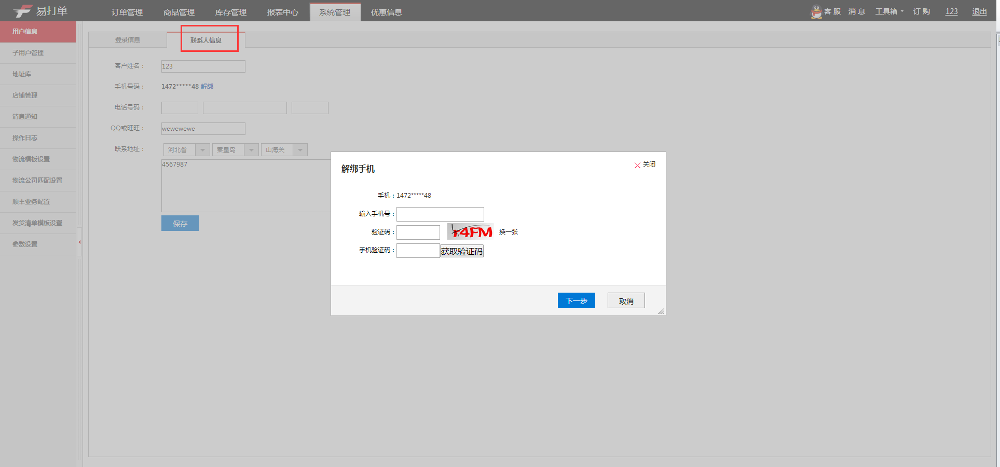 易打单
订单管理
商品管理
库存管理
报表中心
系统管理
优惠信息
客 服
消 息
工具箱
订 购
123
退出
用户信息
子用户管理
地址库
店铺管理
消息通知
操作日志
物流模板设置
物流公司匹配设置
顺丰业务配置
发货清单模板设置
参数设置
登录信息
联系人信息
客户姓名：
123
手机号码：
1472*****48 解绑
电话号码：
QQ或旺旺：
wewewewe
联系地址：
河北省
秦皇岛
山海关
4567987
保存
解绑手机
关闭
手机：1472*****48
输入手机号：
验证码：
r4FM
换一张
手机验证码：
获取验证码
下一步
取消